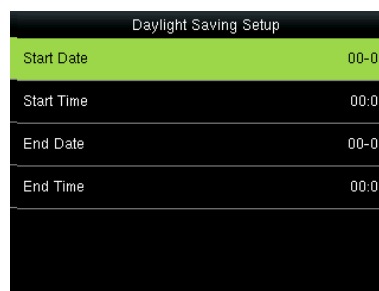 Daylight Saving Setup
Start Date 00-0
Start Time 00:0
End Date 00-0
End Time 00:0